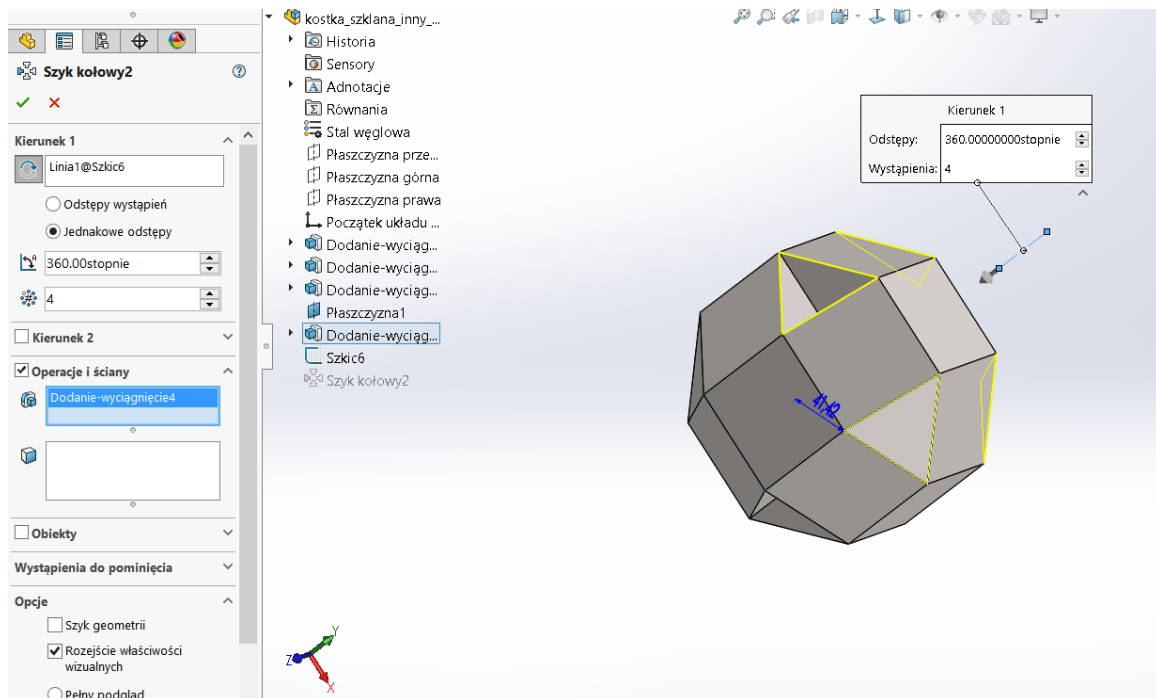 Szyk kołowy2
Kierunek 1
Linia1@Szkic6
Odstępy wystąpień
Jednakowe odstępy
360.00stopnie
4
Kierunek 2
Operacje i ściany
Dodanie-wyciągnięcie4
Obiekty
Wystąpienia do pominięcia
Opcje
Szyk geometrii
Rozejście właściwości
wizualnych
Pełny podgląd
kostka_szklana_inny_...
Historia
Sensory
Adnotacje
Równania
Stal węglowa
Płaszczyzna prze...
Płaszczyzna górna
Płaszczyzna prawa
Początek układu ...
Dodanie-wyciąg...
Dodanie-wyciąg...
Dodanie-wyciąg...
Płaszczyzna1
Dodanie-wyciąg...
Szkic6
Szyk kołowy2
Kierunek 1
Odstępy: 360.00000000stopnie
Wystąpienia: 4
41,42
Y
Z
X